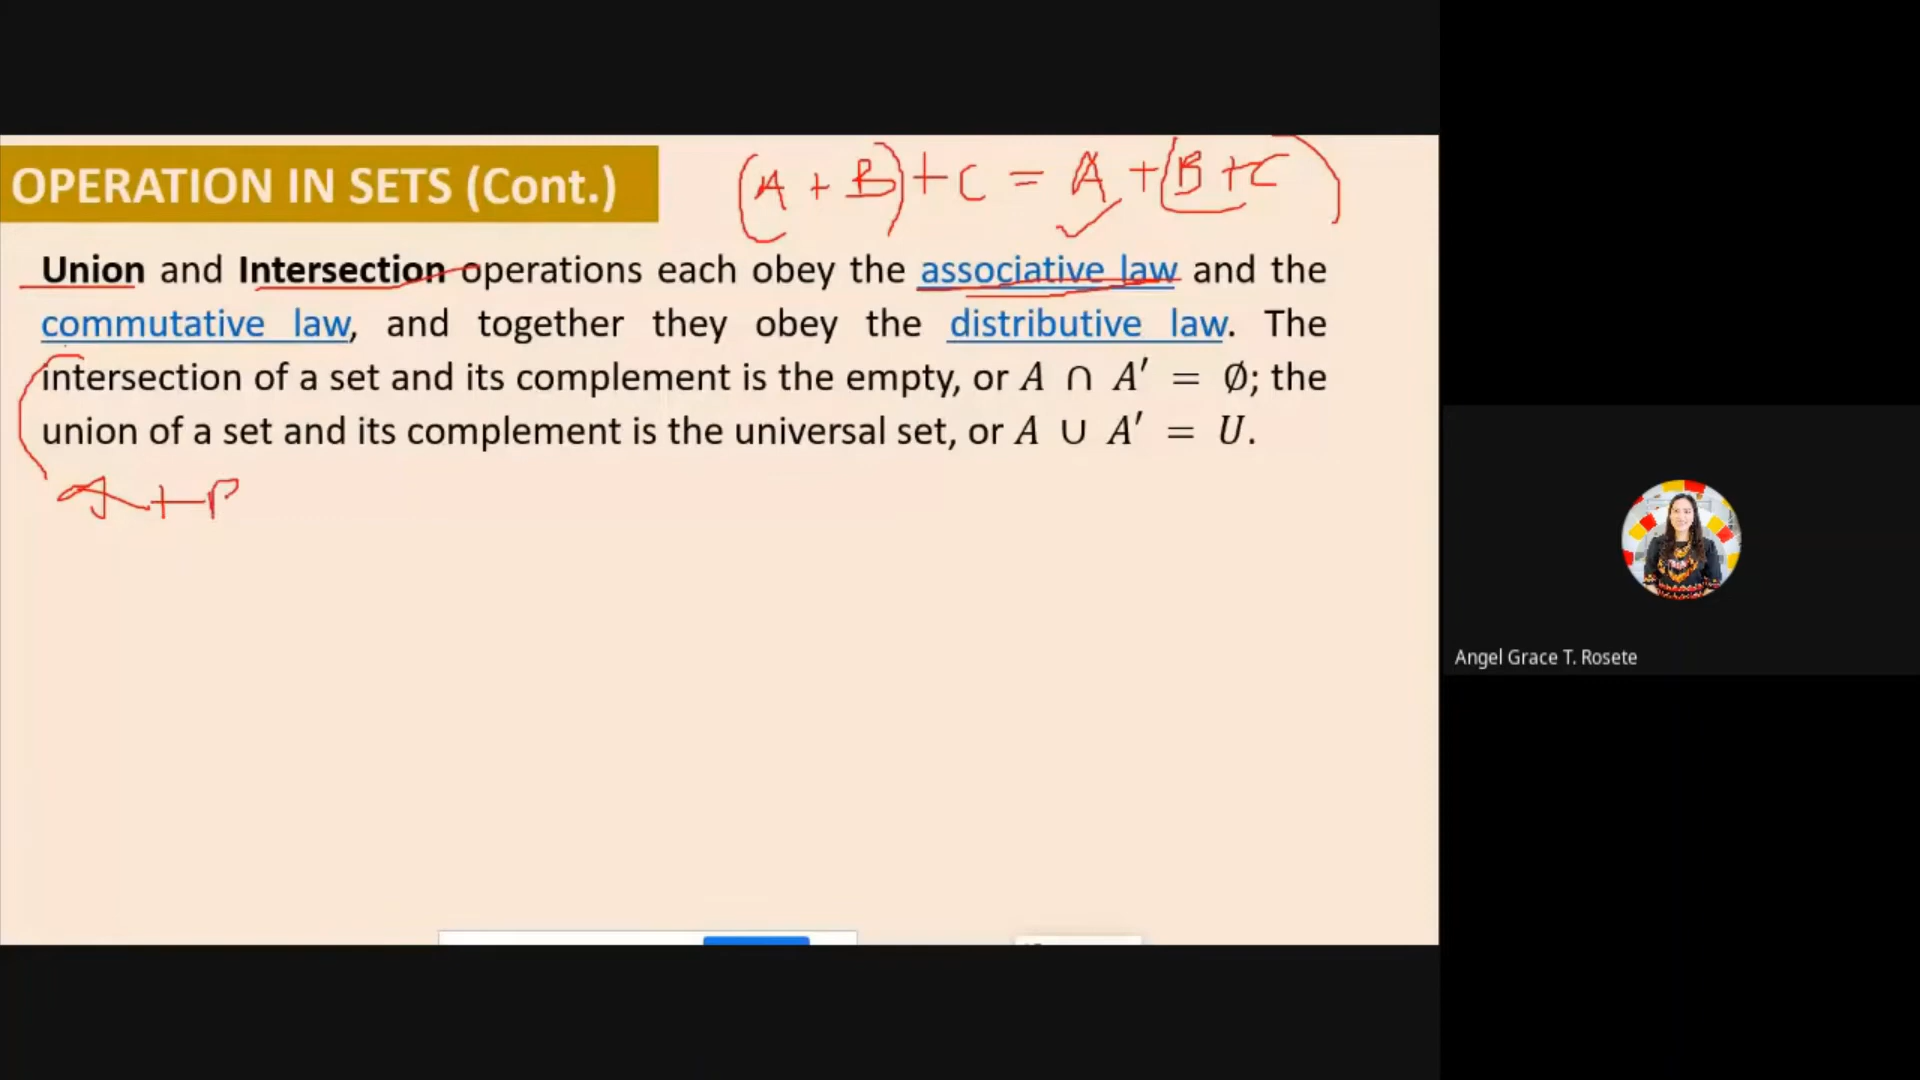 OPERATION IN SETS (Cont.)
(A + B) + C = A + (B + C)
Union and Intersection operations each obey the associative law and the
commutative law, and together they obey the distributive law. The
intersection of a set and its complement is the empty, or A ∩ A′ = ∅; the
union of a set and its complement is the universal set, or A ∪ A′ = U.
Angel Grace T. Rosete